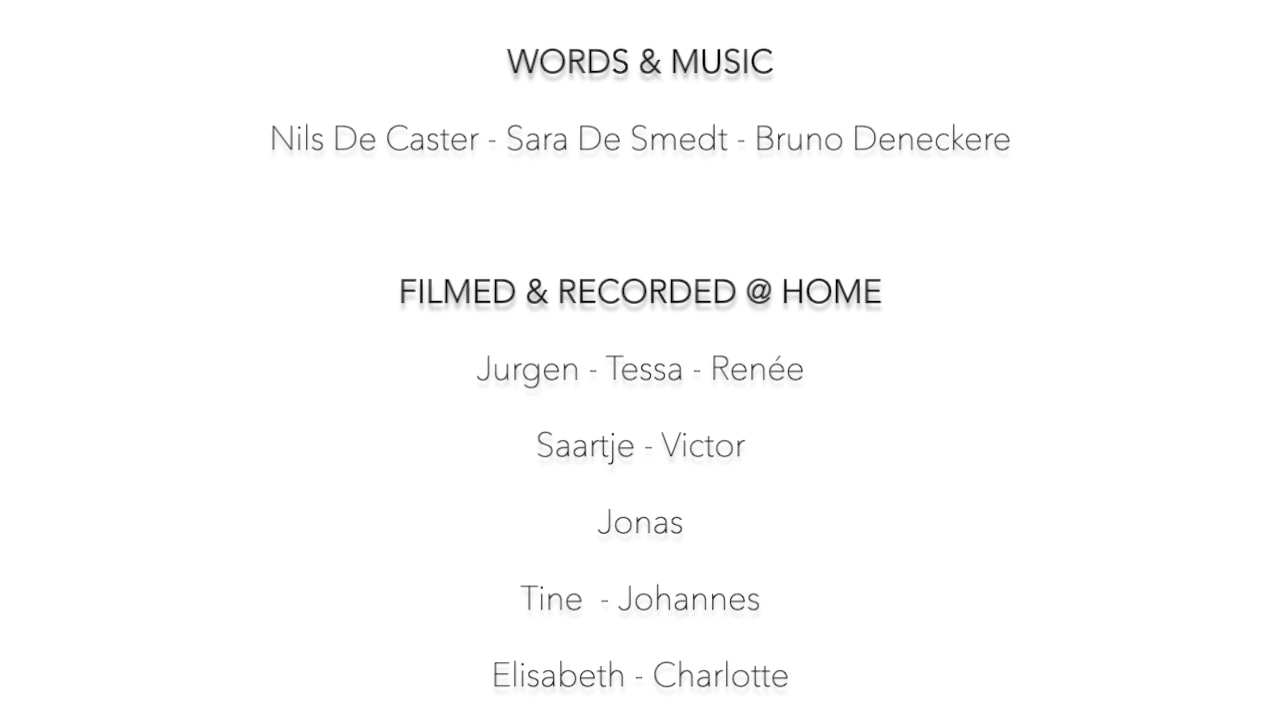 WORDS & MUSIC
Nils De Caster - Sara De Smedt - Bruno Deneckere
FILMED & RECORDED @ HOME
Jurgen - Tessa - Renée
Saartje - Victor
Jonas
Tine  - Johannes
Elisabeth - Charlotte